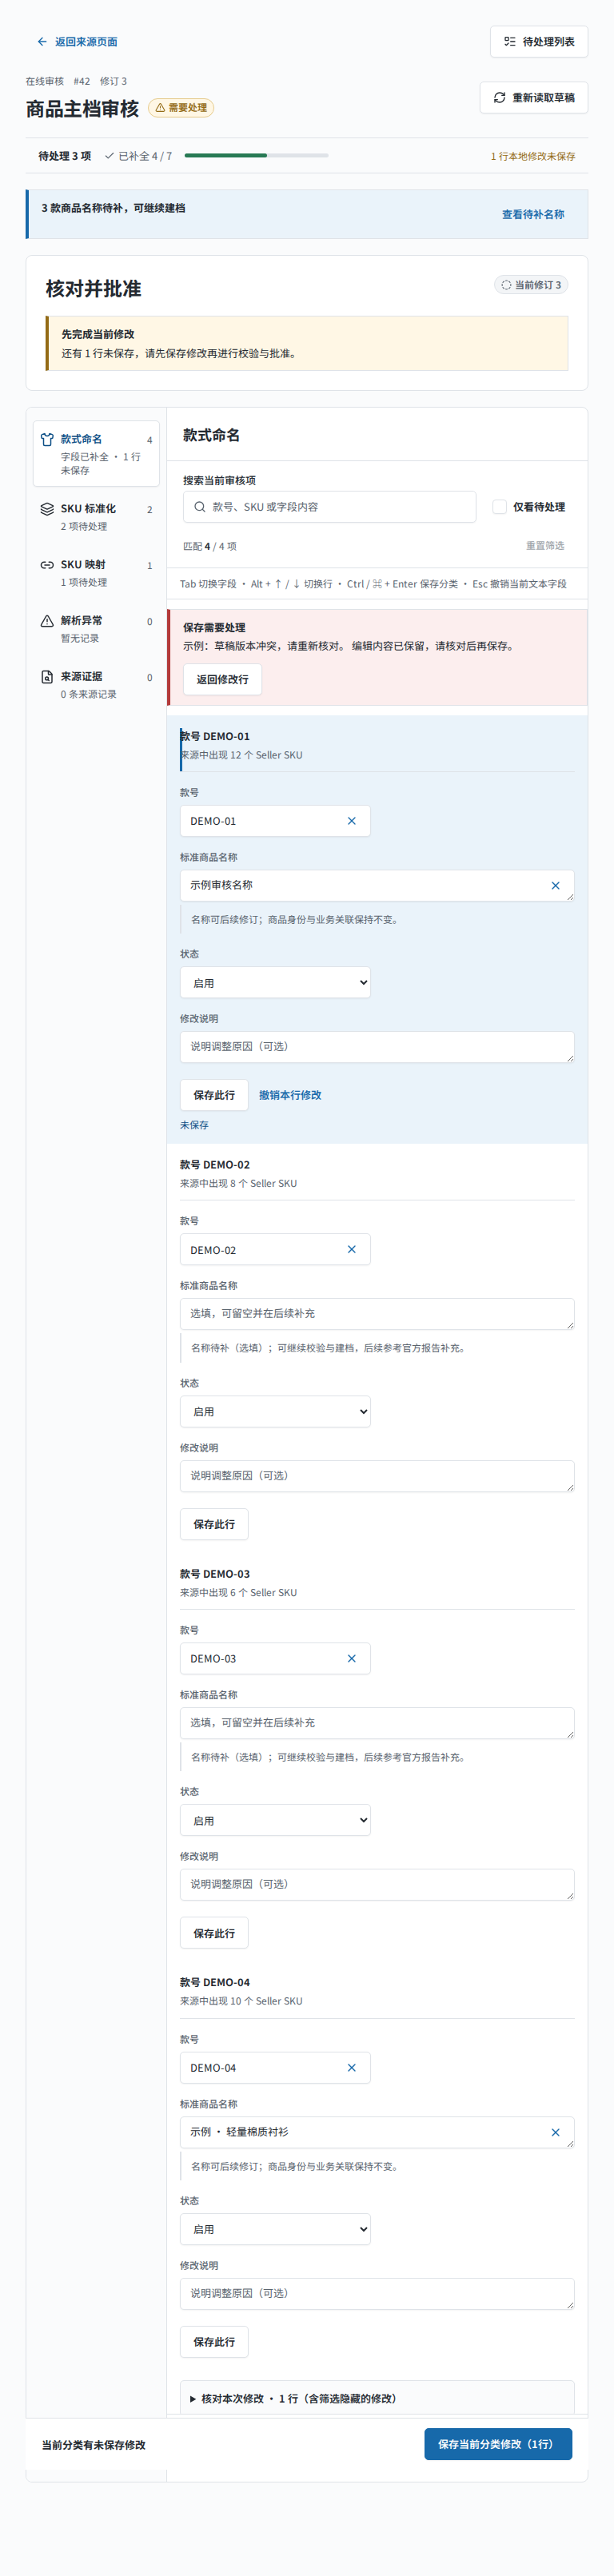 返回来源页面
待处理列表
在线审核 #42 修订 3
商品主档审核
需要处理
重新读取草稿
待处理 3 项
已补全 4 / 7
1 行本地修改未保存
3 款商品名称待补，可继续建档
查看待补名称
核对并批准
当前修订 3
先完成当前修改
还有 1 行未保存，请先保存修改再进行校验与批准。
款式命名 4
字段已补全 · 1 行
未保存
SKU 标准化 2
2 项待处理
SKU 映射 1
1 项待处理
解析异常 0
暂无记录
来源证据 0
0 条来源记录
款式命名
搜索当前审核项
款号、SKU 或字段内容
仅看待处理
匹配 4 / 4 项
重置筛选
Tab 切换字段 · Alt + ↑ / ↓ 切换行 · Ctrl / ⌘ + Enter 保存分类 · Esc 撤销当前文本字段
保存需要处理
示例：草稿版本冲突，请重新核对。 编辑内容已保留，请核对后再保存。
返回修改行
款号 DEMO-01
来源中出现 12 个 Seller SKU
款号
DEMO-01
标准商品名称
示例审核名称
名称可后续修订；商品身份与业务关联保持不变。
状态
启用
修改说明
说明调整原因（可选）
保存此行
撤销本行修改
未保存
款号 DEMO-02
来源中出现 8 个 Seller SKU
款号
DEMO-02
标准商品名称
选填，可留空并在后续补充
名称待补（选填）；可继续校验与建档，后续参考官方报告补充。
状态
启用
修改说明
说明调整原因（可选）
保存此行
款号 DEMO-03
来源中出现 6 个 Seller SKU
款号
DEMO-03
标准商品名称
选填，可留空并在后续补充
名称待补（选填）；可继续校验与建档，后续参考官方报告补充。
状态
启用
修改说明
说明调整原因（可选）
保存此行
款号 DEMO-04
来源中出现 10 个 Seller SKU
款号
DEMO-04
标准商品名称
示例 · 轻量棉质衬衫
名称可后续修订；商品身份与业务关联保持不变。
状态
启用
修改说明
说明调整原因（可选）
保存此行
核对本次修改 · 1 行（含筛选隐藏的修改）
当前分类有未保存修改
保存当前分类修改（1行）